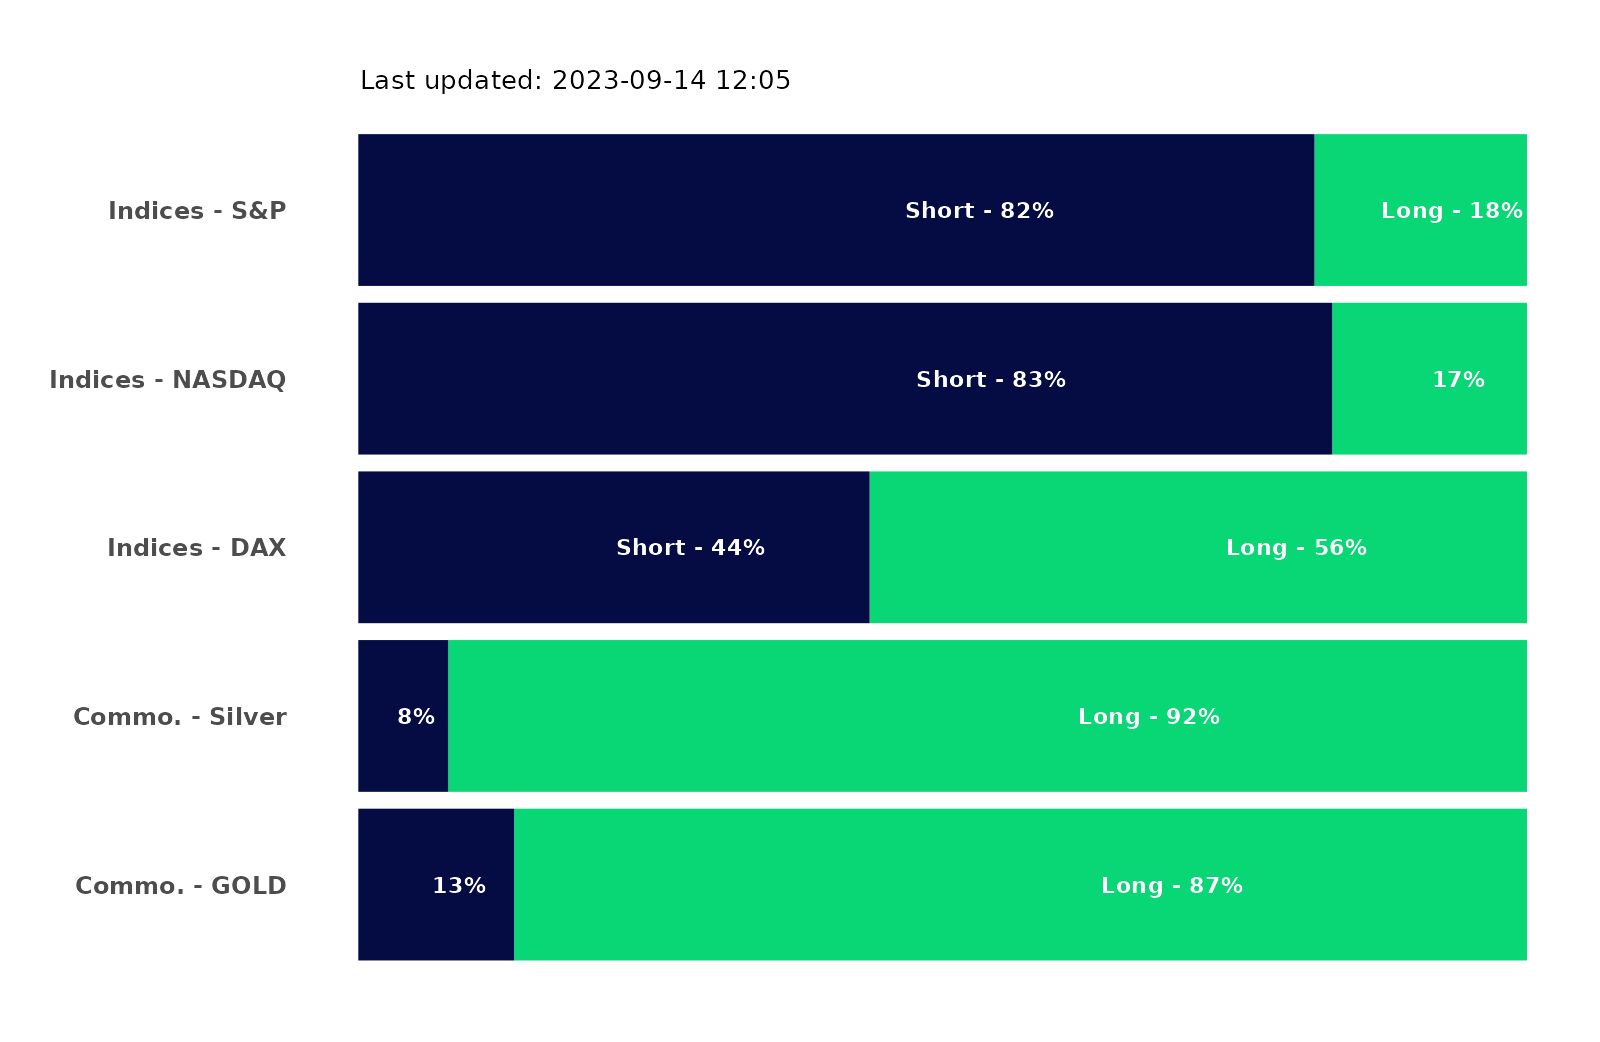 Last updated: 2023-09-14 12:05
Indices - S&P
Short - 82%
Long - 18%
Indices - NASDAQ
Short - 83%
17%
Indices - DAX
Short - 44%
Long - 56%
Commo. - Silver
8%
Long - 92%
Commo. - GOLD
13%
Long - 87%